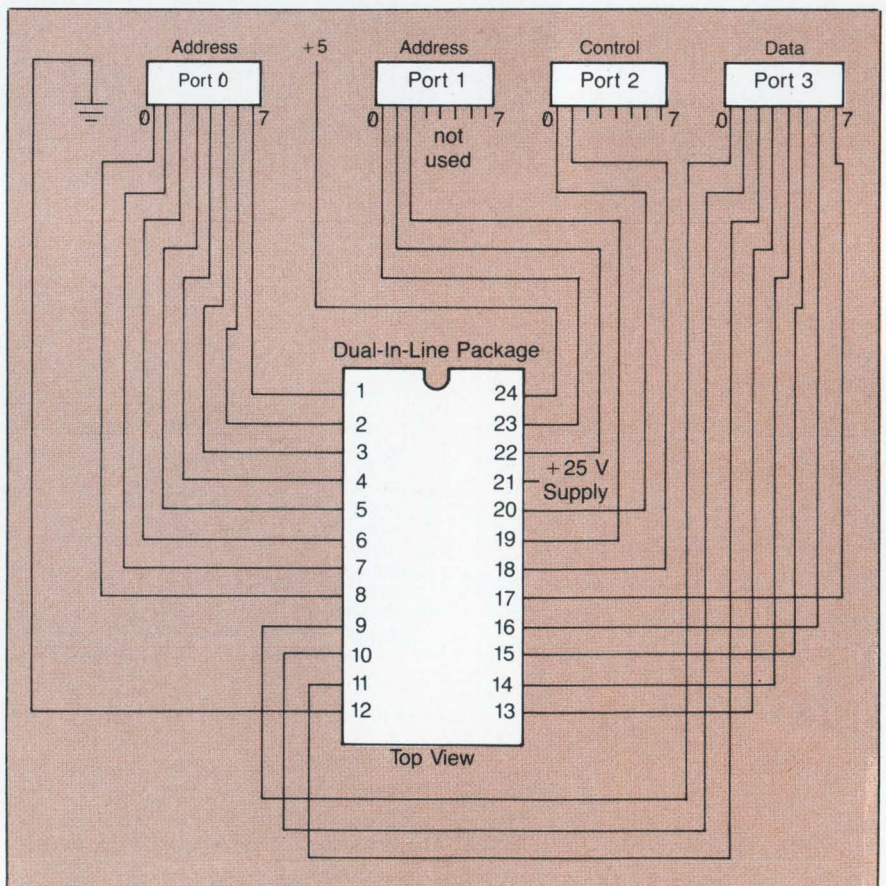 Address +5 Address Control Data
Port 0 Port 1 Port 2 Port 3
0 7 0 7 0 7 0 7
not
used
Dual-In-Line Package
1 24
2 23
3 22
4 21 +25 V
Supply
5 20
6 19
7 18
8 17
9 16
10 15
11 14
12 13
Top View